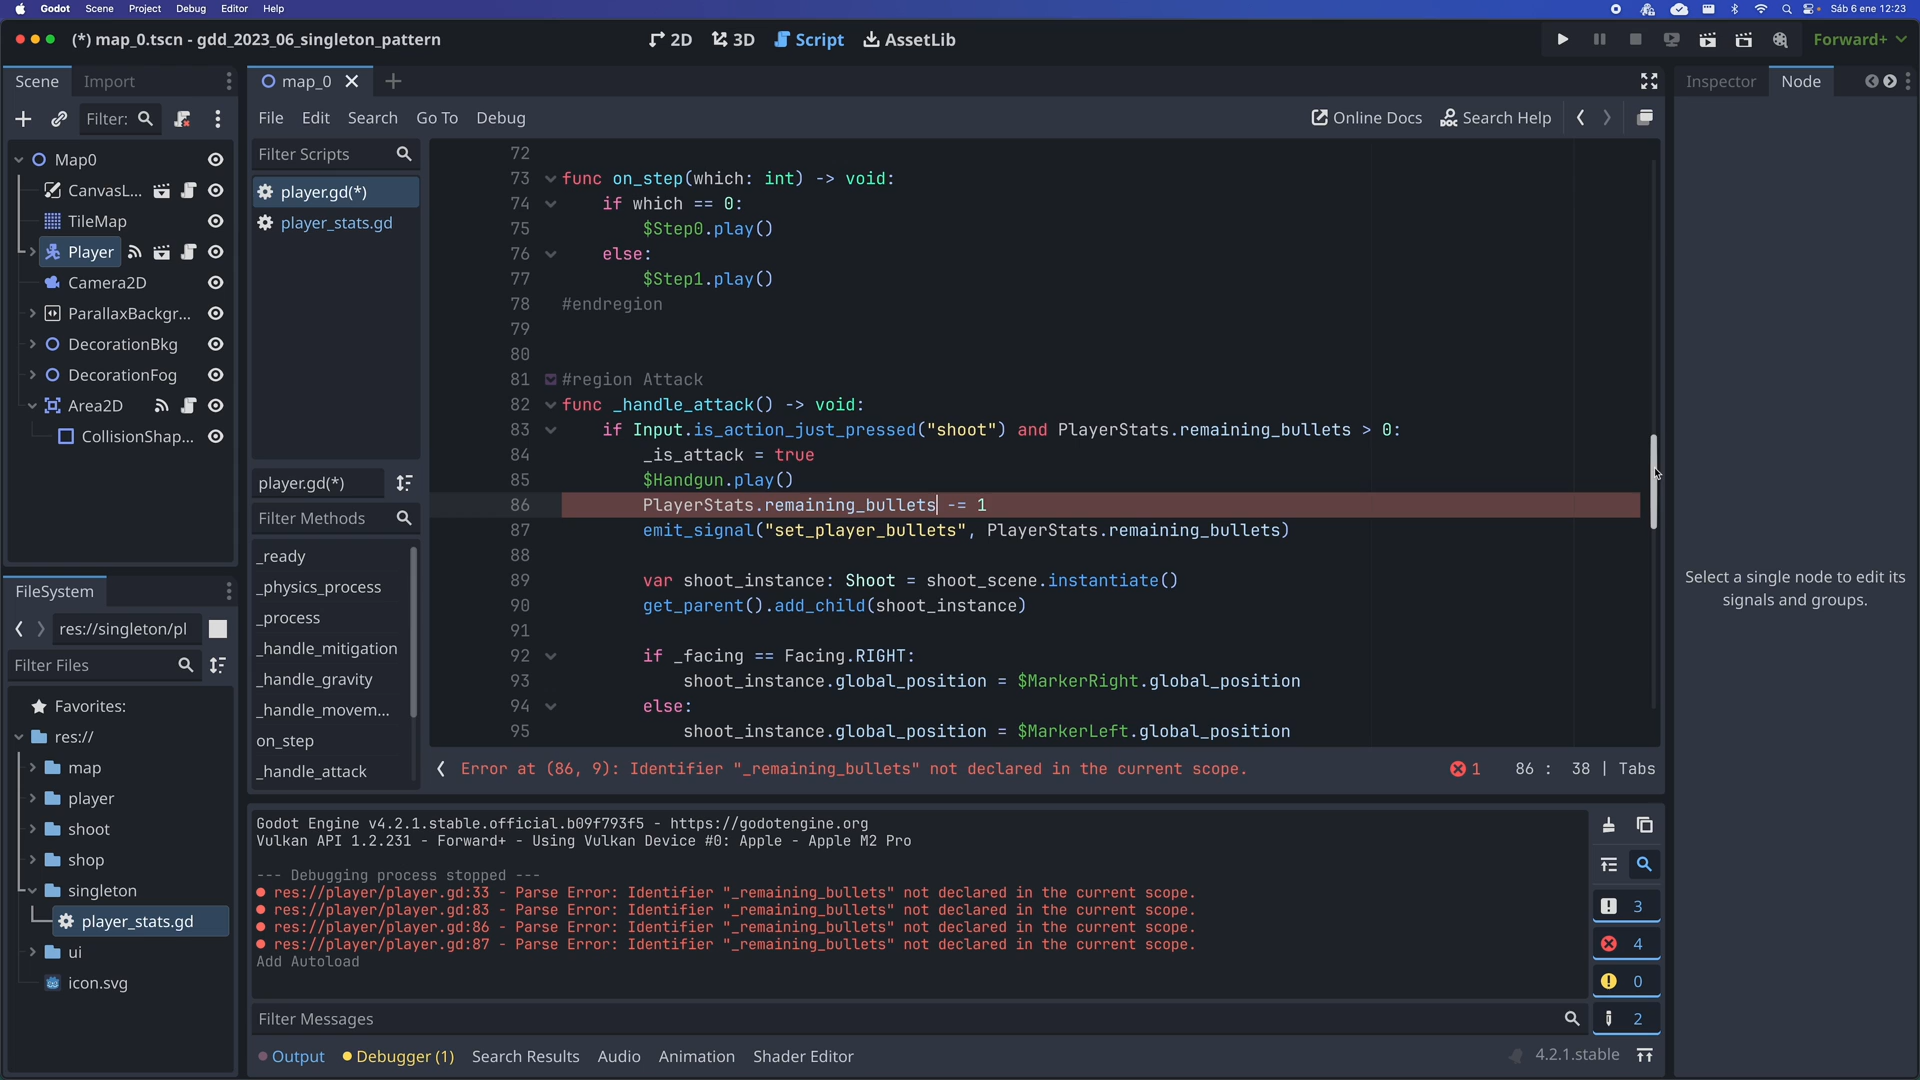 Godot Scene Project Debug Editor Help
Sáb 6 ene 12:23
(*) map_0.tscn - gdd_2023_06_singleton_pattern
2D 3D Script AssetLib
Forward+
Scene Import
map_0
Inspector Node
Filter:
File Edit Search Go To Debug
Online Docs Search Help
Map0
CanvasL...
TileMap
Player
Camera2D
ParallaxBackgr...
DecorationBkg
DecorationFog
Area2D
CollisionShap...
Filter Scripts
player.gd(*)
player_stats.gd
player.gd(*)
Filter Methods
_ready
_physics_process
_process
_handle_mitigation
_handle_gravity
_handle_movem...
on_step
_handle_attack
72
73 func on_step(which: int) -> void:
74 if which == 0:
75 $Step0.play()
76 else:
77 $Step1.play()
78 #endregion
79
80
81 #region Attack
82 func _handle_attack() -> void:
83 if Input.is_action_just_pressed("shoot") and PlayerStats.remaining_bullets > 0:
84 _is_attack = true
85 $Handgun.play()
86 PlayerStats.remaining_bullets -= 1
87 emit_signal("set_player_bullets", PlayerStats.remaining_bullets)
88
89 var shoot_instance: Shoot = shoot_scene.instantiate()
90 get_parent().add_child(shoot_instance)
91
92 if _facing == Facing.RIGHT:
93 shoot_instance.global_position = $MarkerRight.global_position
94 else:
95 shoot_instance.global_position = $MarkerLeft.global_position
Error at (86, 9): Identifier "_remaining_bullets" not declared in the current scope.
1 86 : 38 | Tabs
Select a single node to edit its
signals and groups.
FileSystem
res://singleton/pl
Filter Files
Favorites:
res://
map
player
shoot
shop
singleton
player_stats.gd
ui
icon.svg
Godot Engine v4.2.1.stable.official.b09f793f5 - https://godotengine.org
Vulkan API 1.2.231 - Forward+ - Using Vulkan Device #0: Apple - Apple M2 Pro
--- Debugging process stopped ---
res://player/player.gd:33 - Parse Error: Identifier "_remaining_bullets" not declared in the current scope.
res://player/player.gd:83 - Parse Error: Identifier "_remaining_bullets" not declared in the current scope.
res://player/player.gd:86 - Parse Error: Identifier "_remaining_bullets" not declared in the current scope.
res://player/player.gd:87 - Parse Error: Identifier "_remaining_bullets" not declared in the current scope.
Add Autoload
3
4
0
2
Filter Messages
Output Debugger (1) Search Results Audio Animation Shader Editor
4.2.1.stable